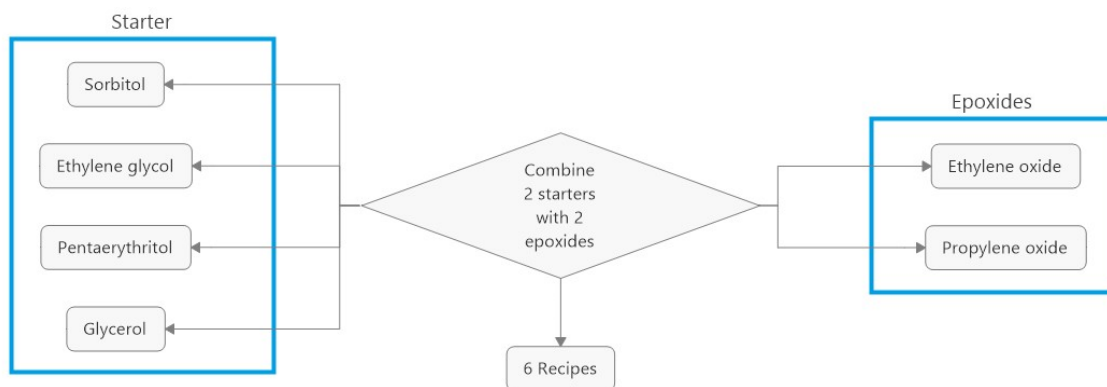 Starter
Sorbitol
Ethylene glycol
Pentaerythritol
Glycerol
Combine
2 starters
with 2
epoxides
6 Recipes
Epoxides
Ethylene oxide
Propylene oxide